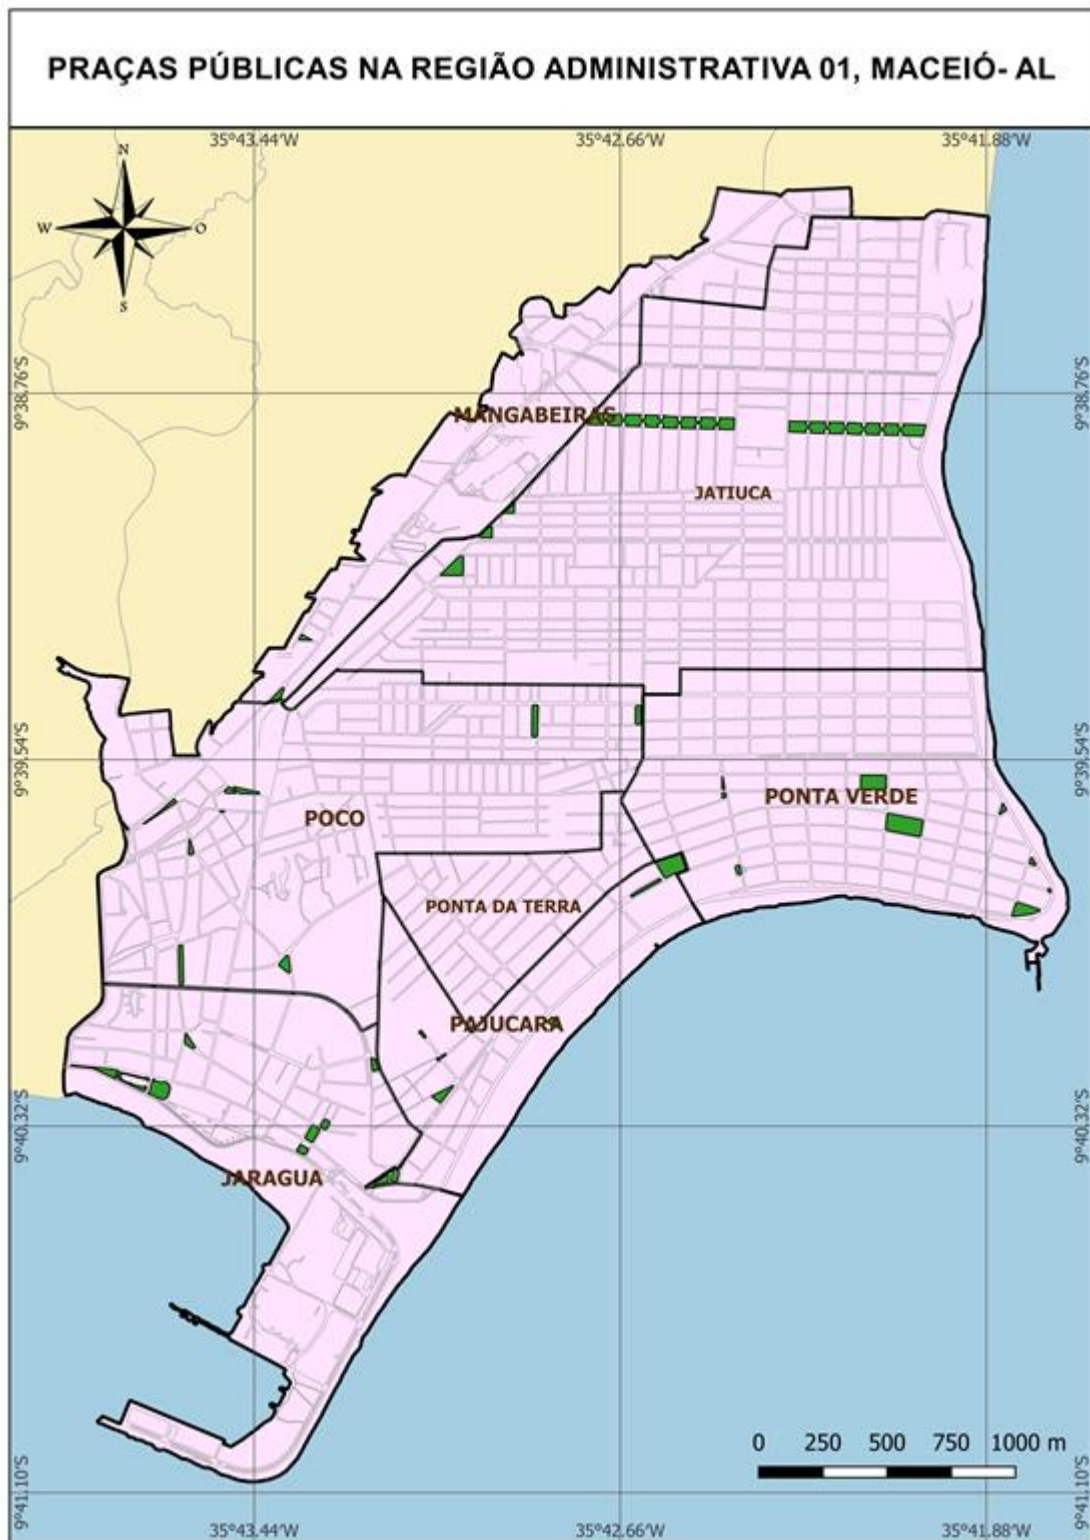 PRAÇAS PÚBLICAS NA REGIÃO ADMINISTRATIVA 01, MACEIÓ- AL
35°43.44'W 35°42.66'W 35°41.88'W
N
W O
S
9°38.76'S 9°38.76'S
MANGABEIRAS
JATIUCA
9°39.54'S 9°39.54'S
PONTA VERDE
POCO
PONTA DA TERRA
PAJUCARA
9°40.32'S 9°40.32'S
JARAGUA
0 250 500 750 1000 m
9°41.10'S 9°41.10'S
35°43.44'W 35°42.66'W 35°41.88'W